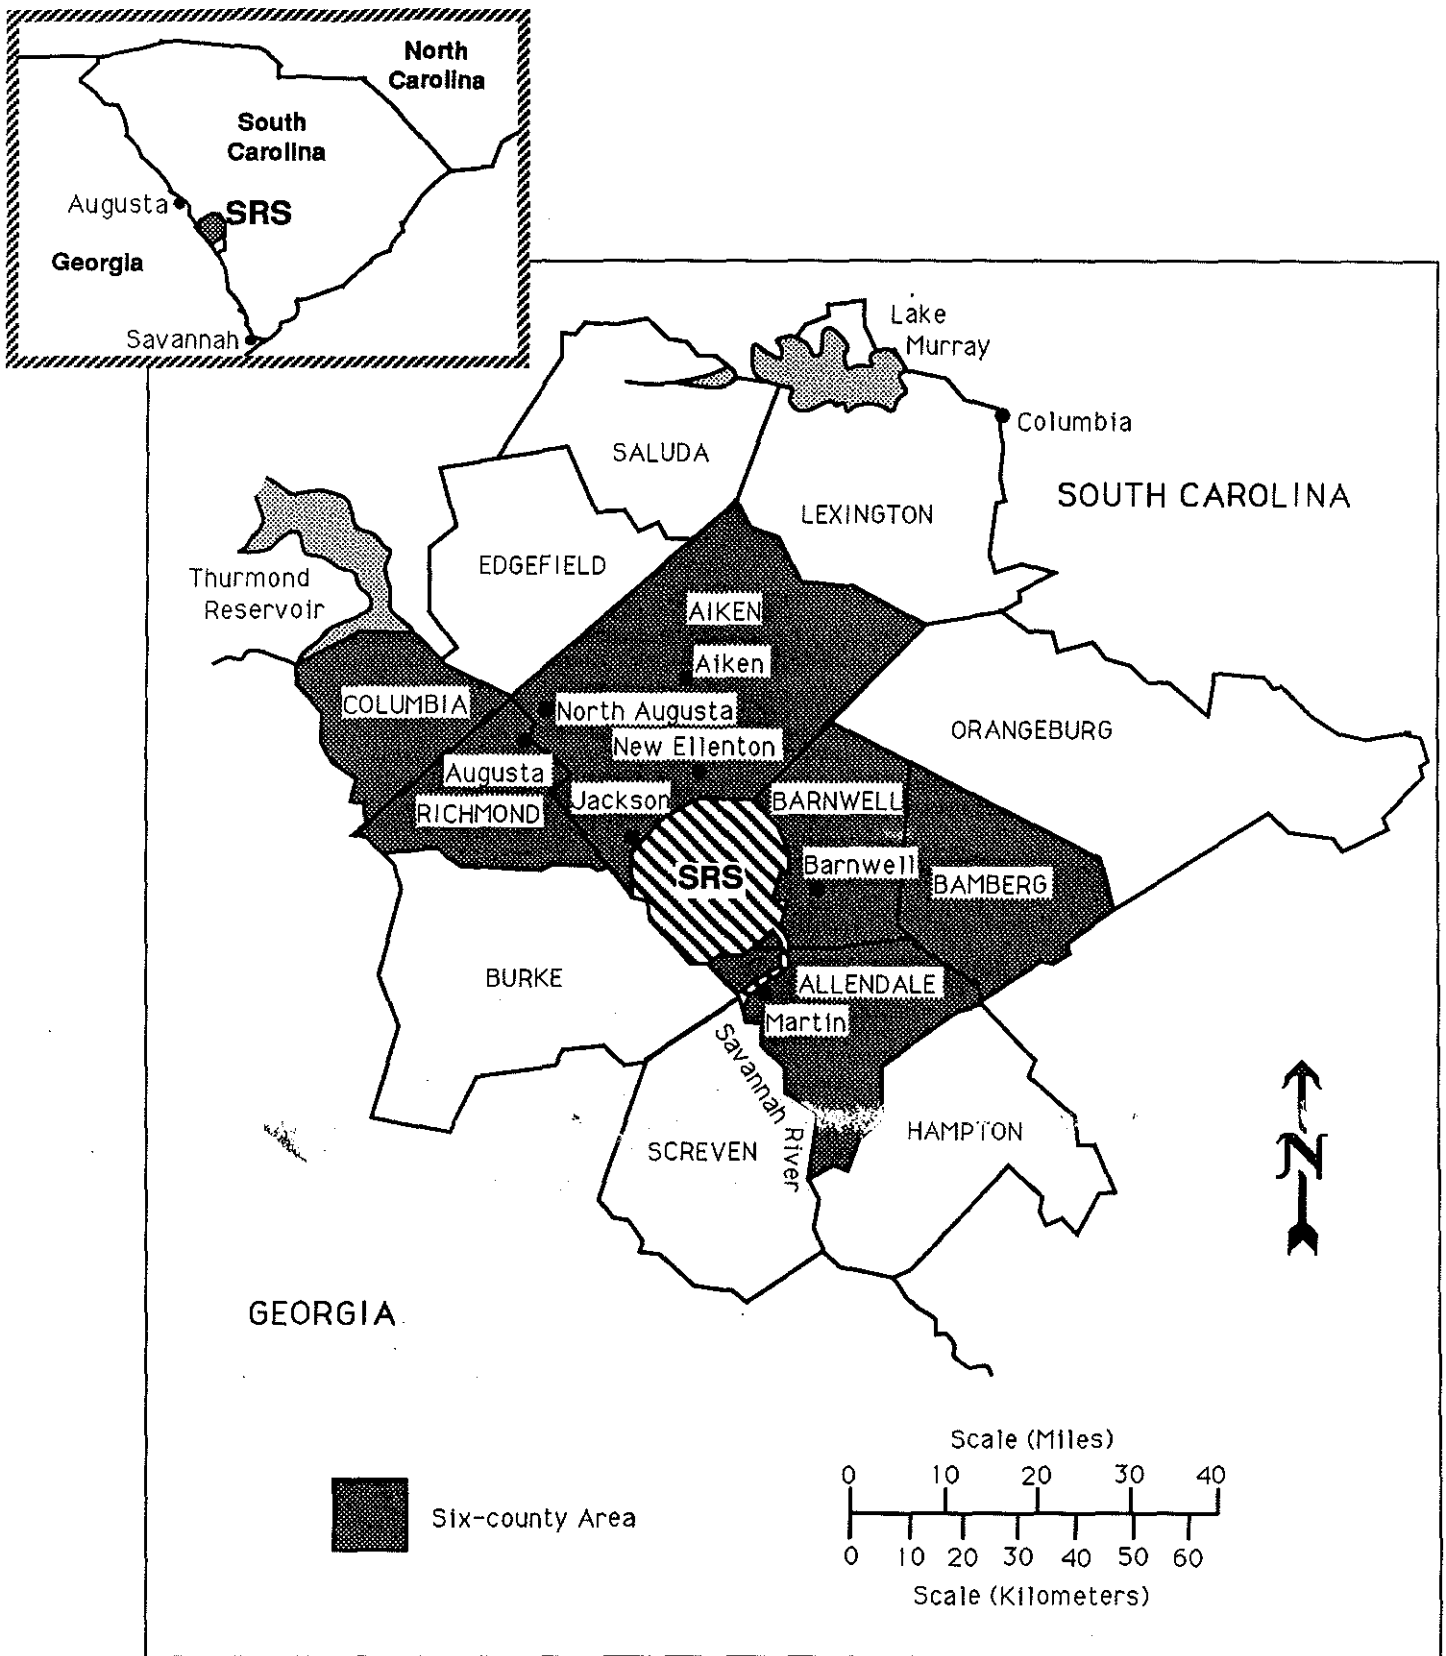 North
Carolina
South
Carolina
Augusta
SRS
Georgia
Savannah
Lake
Murray
Columbia
SALUDA
SOUTH CAROLINA
LEXINGTON
EDGEFIELD
Thurmond
Reservoir
AIKEN
Aiken
COLUMBIA
North Augusta
ORANGEBURG
New Ellenton
Augusta
Jackson
BARNWELL
RICHMOND
Barnwell
SRS
BAMBERG
BURKE
ALLENDALE
Martin
Savannah River
HAMPTON
SCREVEN
N
GEORGIA
Scale (Miles)
0 10 20 30 40
Six-county Area
0 10 20 30 40 50 60
Scale (Kilometers)